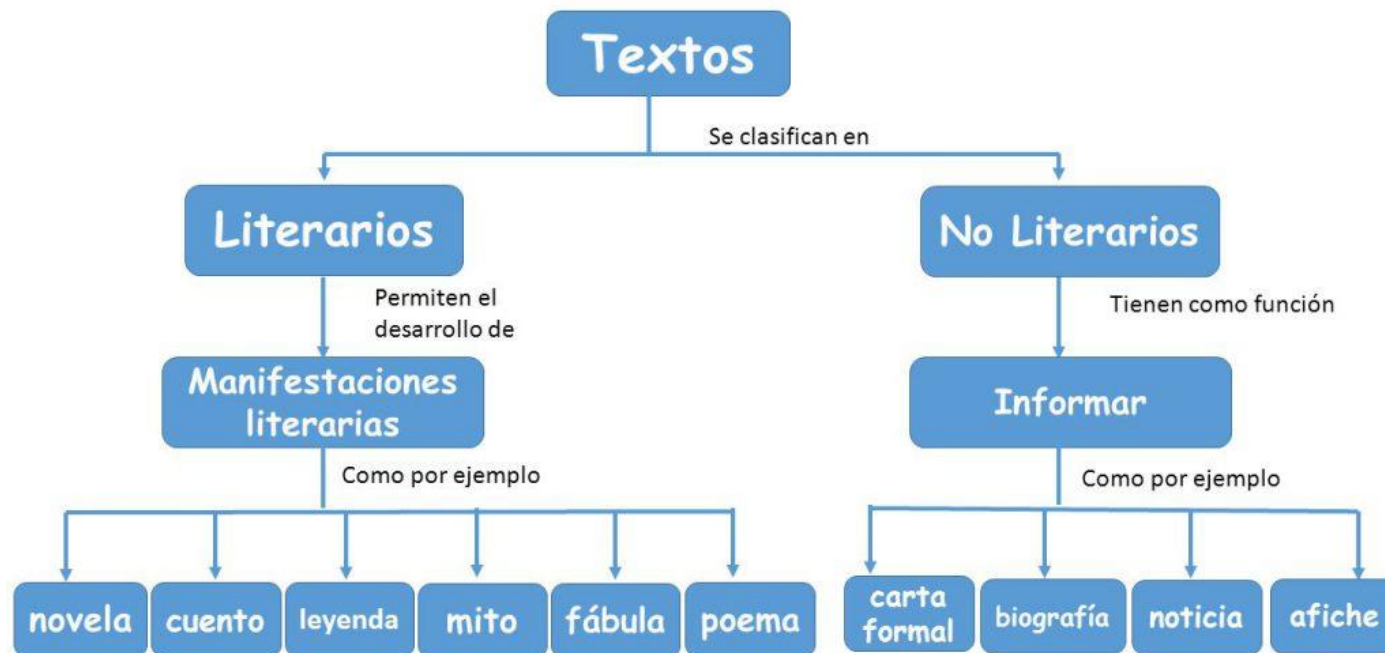 Textos
Se clasifican en
Literarios
No Literarios
Permiten el
desarrollo de
Tienen como función
Manifestaciones
literarias
Informar
Como por ejemplo
Como por ejemplo
novela
cuento
leyenda
mito
fábula
poema
carta
formal
biografía
noticia
afiche